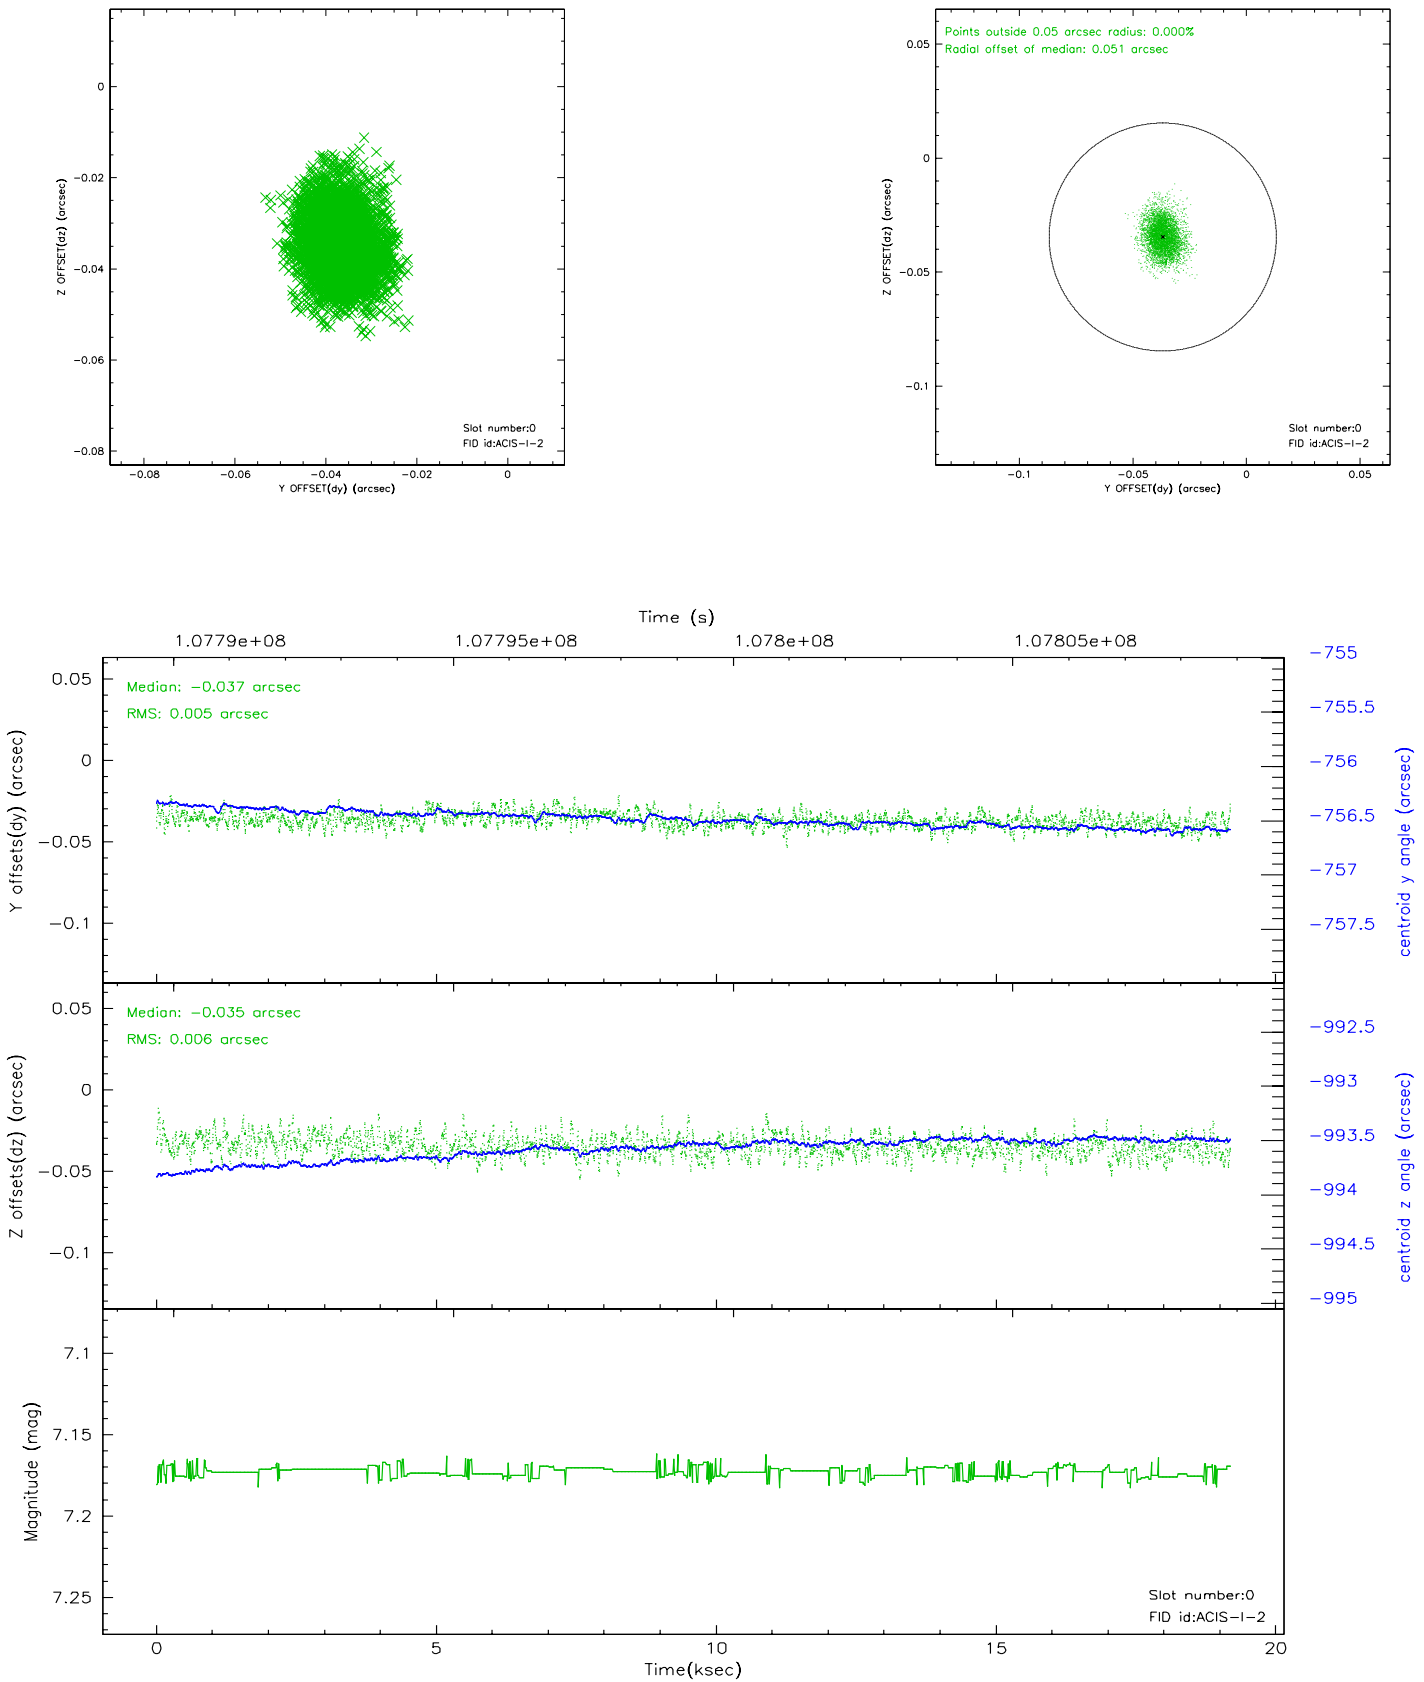 0
-0.02
-0.04
-0.06
-0.08
Z OFFSET(dz) (arcsec)
Slot number:0
FID id:ACIS-I-2
-0.08 -0.06 -0.04 -0.02 0
Y OFFSET(dy) (arcsec)
Points outside 0.05 arcsec radius: 0.000%
Radial offset of median: 0.051 arcsec
0.05
0
-0.05
-0.1
Z OFFSET(dz) (arcsec)
Slot number:0
FID id:ACIS-I-2
-0.1 -0.05 0 0.05
Y OFFSET(dy) (arcsec)
Time (s)
1.0779e+08 1.07795e+08 1.078e+08 1.07805e+08
Median: -0.037 arcsec
RMS: 0.005 arcsec
0.05
0
-0.05
-0.1
Y offsets(dy) (arcsec)
-755
-755.5
-756
-756.5
-757
-757.5
centroid y angle (arcsec)
Median: -0.035 arcsec
RMS: 0.006 arcsec
0.05
0
-0.05
-0.1
Z offsets(dz) (arcsec)
-992.5
-993
-993.5
-994
-994.5
-995
centroid z angle (arcsec)
7.1
7.15
7.2
7.25
Magnitude (mag)
Slot number:0
FID id:ACIS-I-2
0 5 10 15 20
Time(ksec)